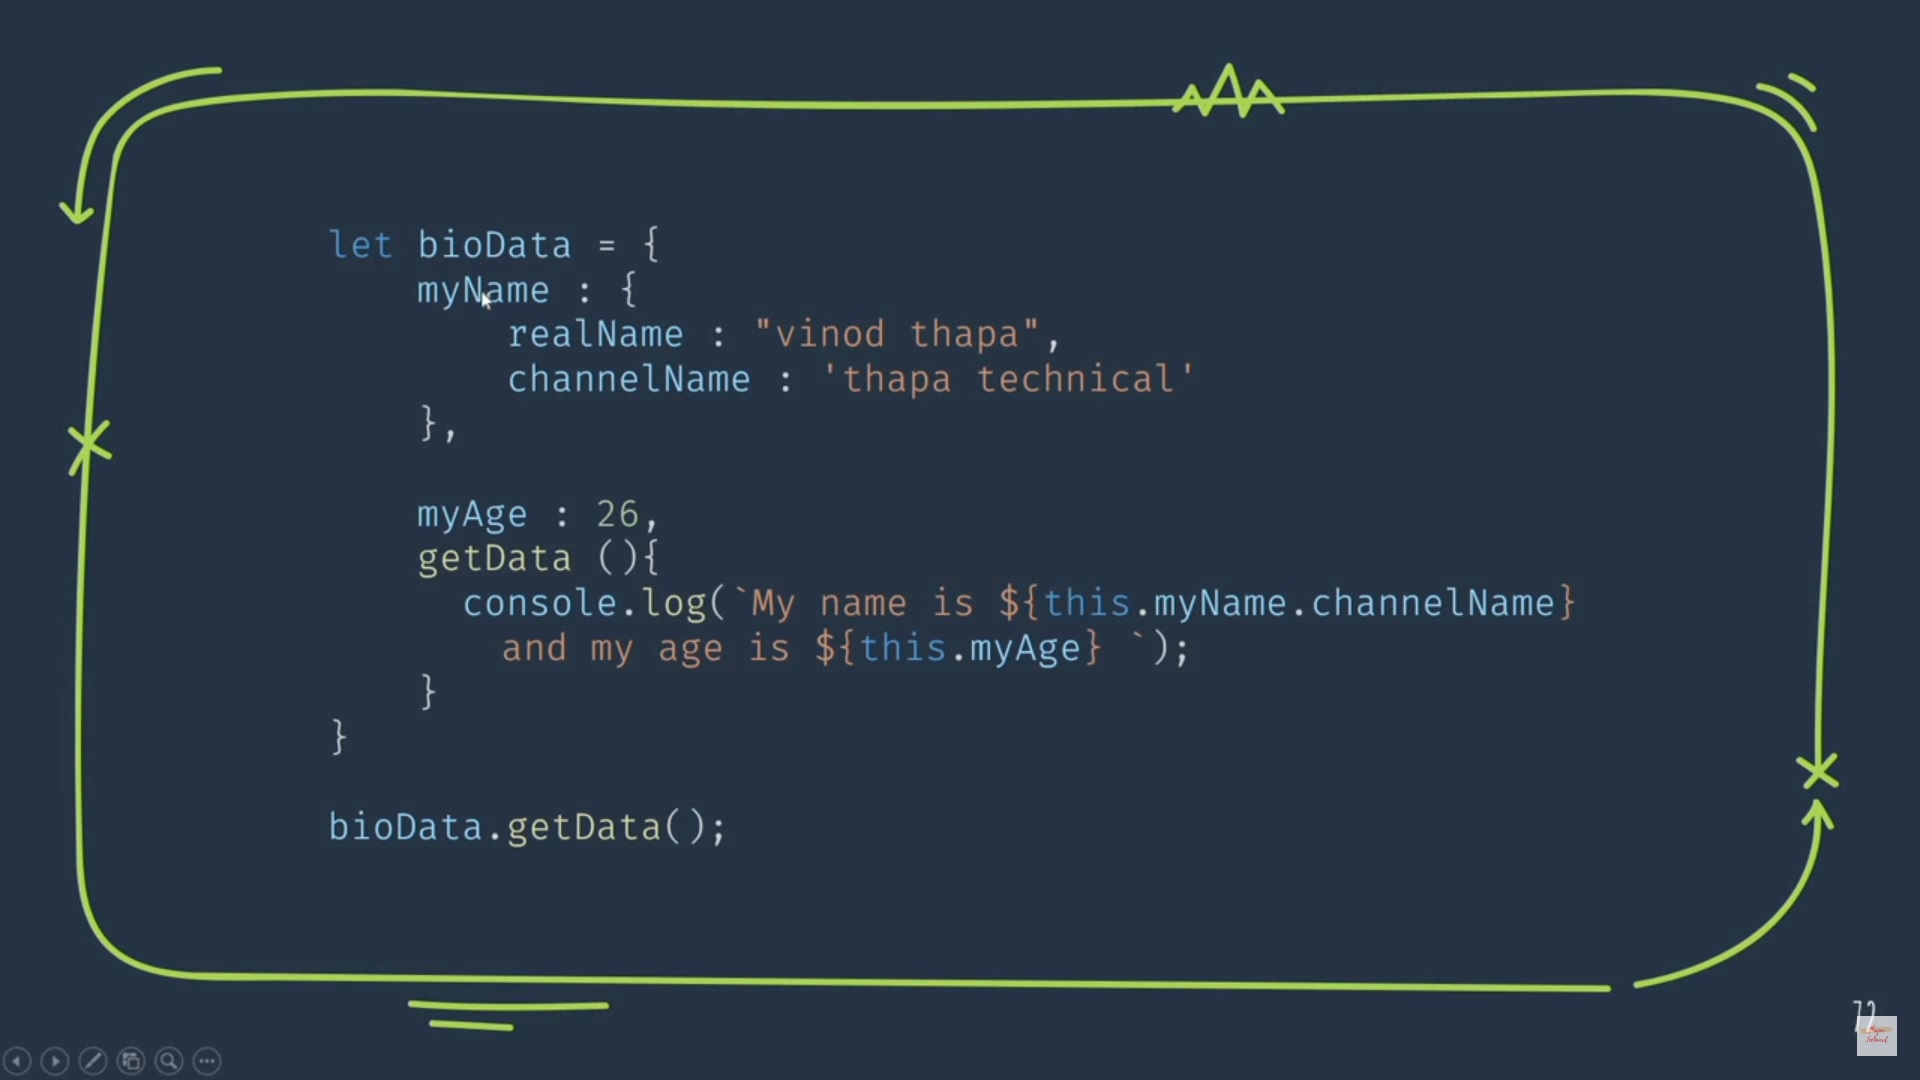 let bioData = {
myName : {
realName : "vinod thapa",
channelName : 'thapa technical'
},
myAge : 26,
getData (){
console.log(`My name is ${this.myName.channelName}
and my age is ${this.myAge} `);
}
}
bioData.getData();